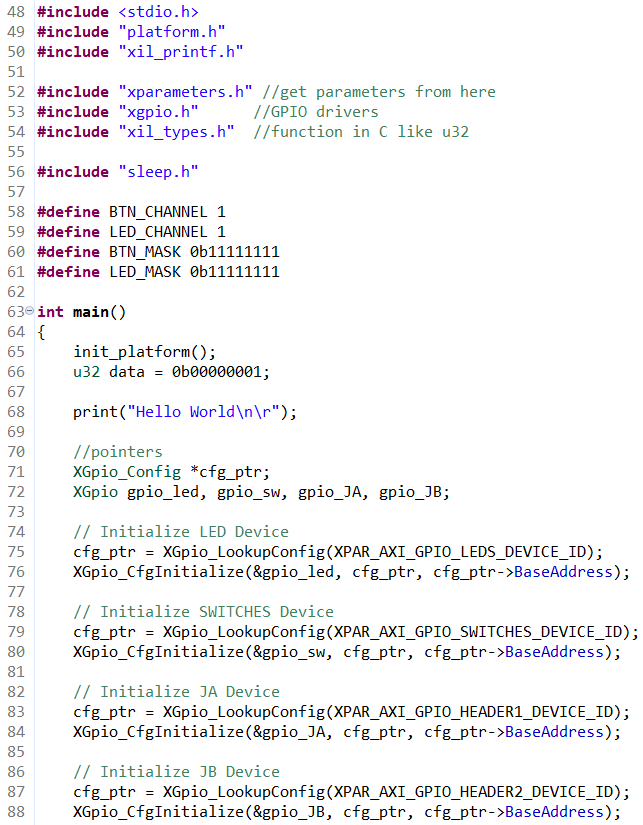 48 #include <stdio.h>
49 #include "platform.h"
50 #include "xil_printf.h"
51
52 #include "xparameters.h" //get parameters from here
53 #include "xgpio.h"      //GPIO drivers
54 #include "xil_types.h"  //function in C like u32
55
56 #include "sleep.h"
57
58 #define BTN_CHANNEL 1
59 #define LED_CHANNEL 1
60 #define BTN_MASK 0b11111111
61 #define LED_MASK 0b11111111
62
63 int main()
64 {
65     init_platform();
66     u32 data = 0b00000001;
67
68     print("Hello World\n\r");
69
70     //pointers
71     XGpio_Config *cfg_ptr;
72     XGpio gpio_led, gpio_sw, gpio_JA, gpio_JB;
73
74     // Initialize LED Device
75     cfg_ptr = XGpio_LookupConfig(XPAR_AXI_GPIO_LEDS_DEVICE_ID);
76     XGpio_CfgInitialize(&gpio_led, cfg_ptr, cfg_ptr->BaseAddress);
77
78     // Initialize SWITCHES Device
79     cfg_ptr = XGpio_LookupConfig(XPAR_AXI_GPIO_SWITCHES_DEVICE_ID);
80     XGpio_CfgInitialize(&gpio_sw, cfg_ptr, cfg_ptr->BaseAddress);
81
82     // Initialize JA Device
83     cfg_ptr = XGpio_LookupConfig(XPAR_AXI_GPIO_HEADER1_DEVICE_ID);
84     XGpio_CfgInitialize(&gpio_JA, cfg_ptr, cfg_ptr->BaseAddress);
85
86     // Initialize JB Device
87     cfg_ptr = XGpio_LookupConfig(XPAR_AXI_GPIO_HEADER2_DEVICE_ID);
88     XGpio_CfgInitialize(&gpio_JB, cfg_ptr, cfg_ptr->BaseAddress);